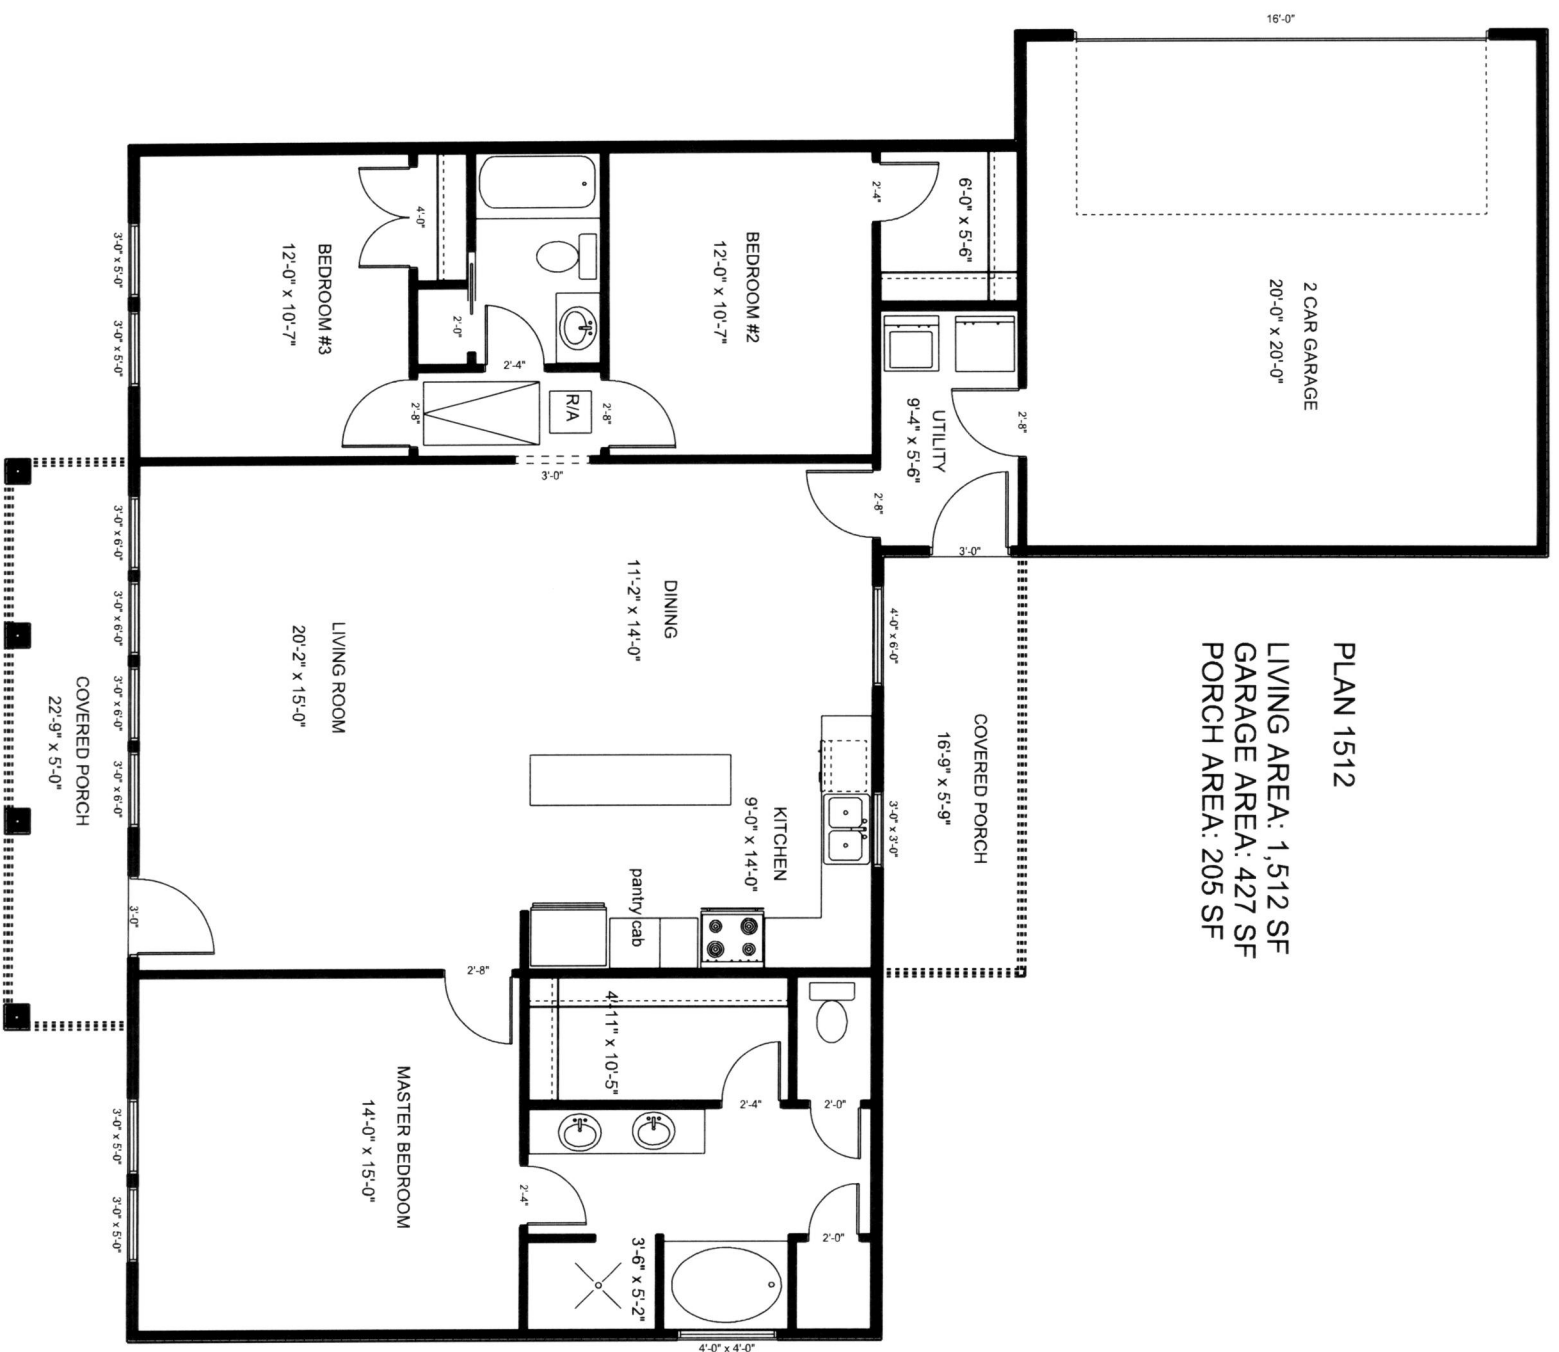 PLAN 1512
LIVING AREA: 1,512 SF
GARAGE AREA: 427 SF
PORCH AREA: 205 SF
16'-0"
2 CAR GARAGE
20'-0" x 20'-0"
2'-8"
6'-0" x 5'-6"
2'-4"
UTILITY
9'-4" x 5'-6"
3'-0"
2'-8"
COVERED PORCH
16'-9" x 5'-9"
4'-0" x 6'-0"
3'-0" x 3'-0"
BEDROOM #2
12'-0" x 10'-7"
2'-8"
R/A
2'-4"
2'-0"
4'-0"
2'-8"
3'-0"
BEDROOM #3
12'-0" x 10'-7"
3'-0" x 5'-0"
3'-0" x 5'-0"
DINING
11'-2" x 14'-0"
KITCHEN
9'-0" x 14'-0"
pantry cab
LIVING ROOM
20'-2" x 15'-0"
3'-0" x 6'-0"
3'-0" x 6'-0"
3'-0" x 6'-0"
3'-0" x 6'-0"
3'-0"
COVERED PORCH
22'-9" x 5'-0"
2'-8"
4'-11" x 10'-5"
2'-4"
2'-0"
2'-0"
2'-4"
3'-6" x 5'-2"
4'-0" x 4'-0"
MASTER BEDROOM
14'-0" x 15'-0"
3'-0" x 5'-0"
3'-0" x 5'-0"